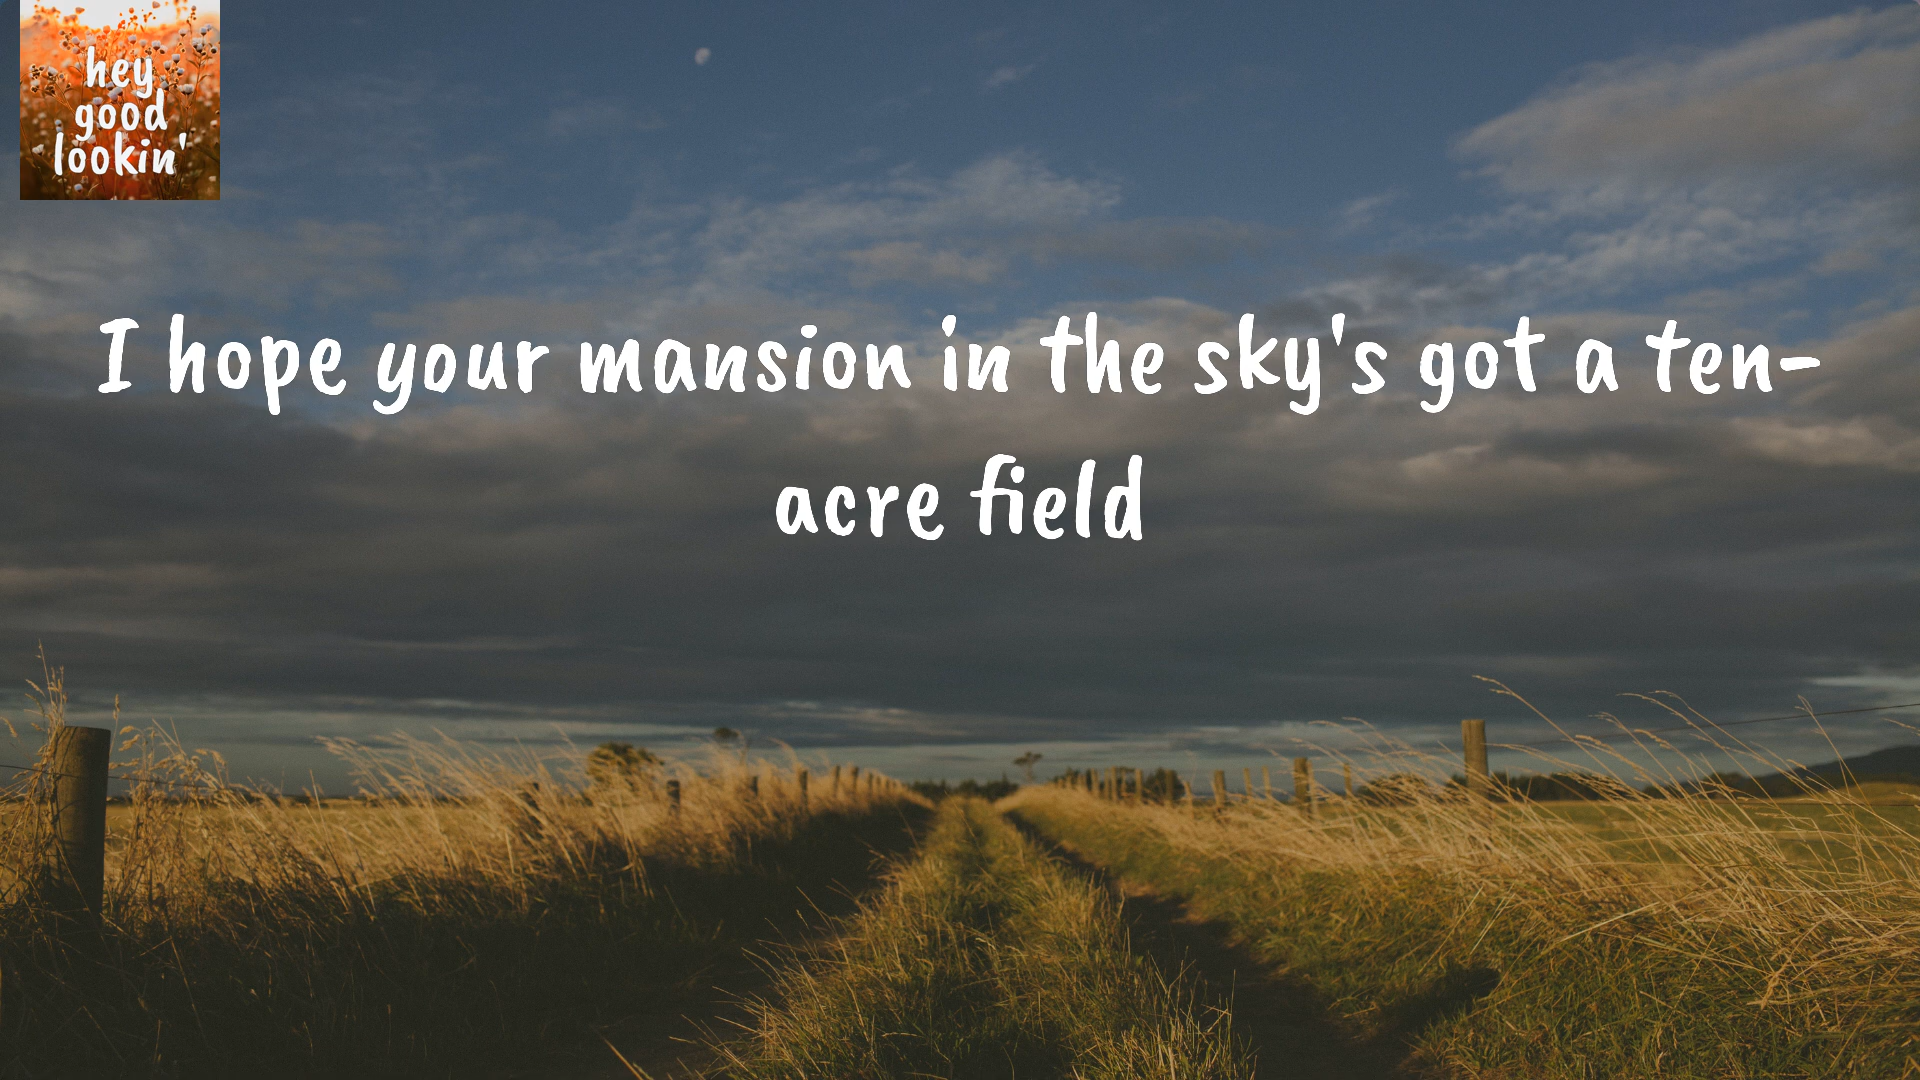 hey
good
lookin'
I hope your mansion in the sky's got a ten-
acre field